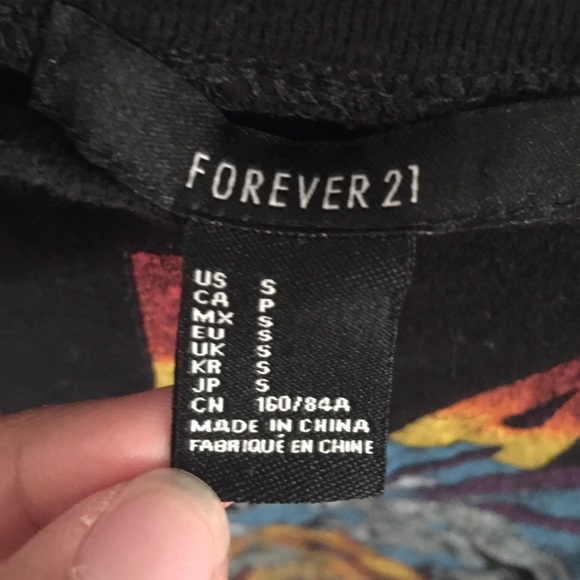 FOREVER 21
US S
CA P
MX S
EU S
UK S
KR S
JP S
CN 160/84A
MADE IN CHINA
FABRIQUÉ EN CHINE